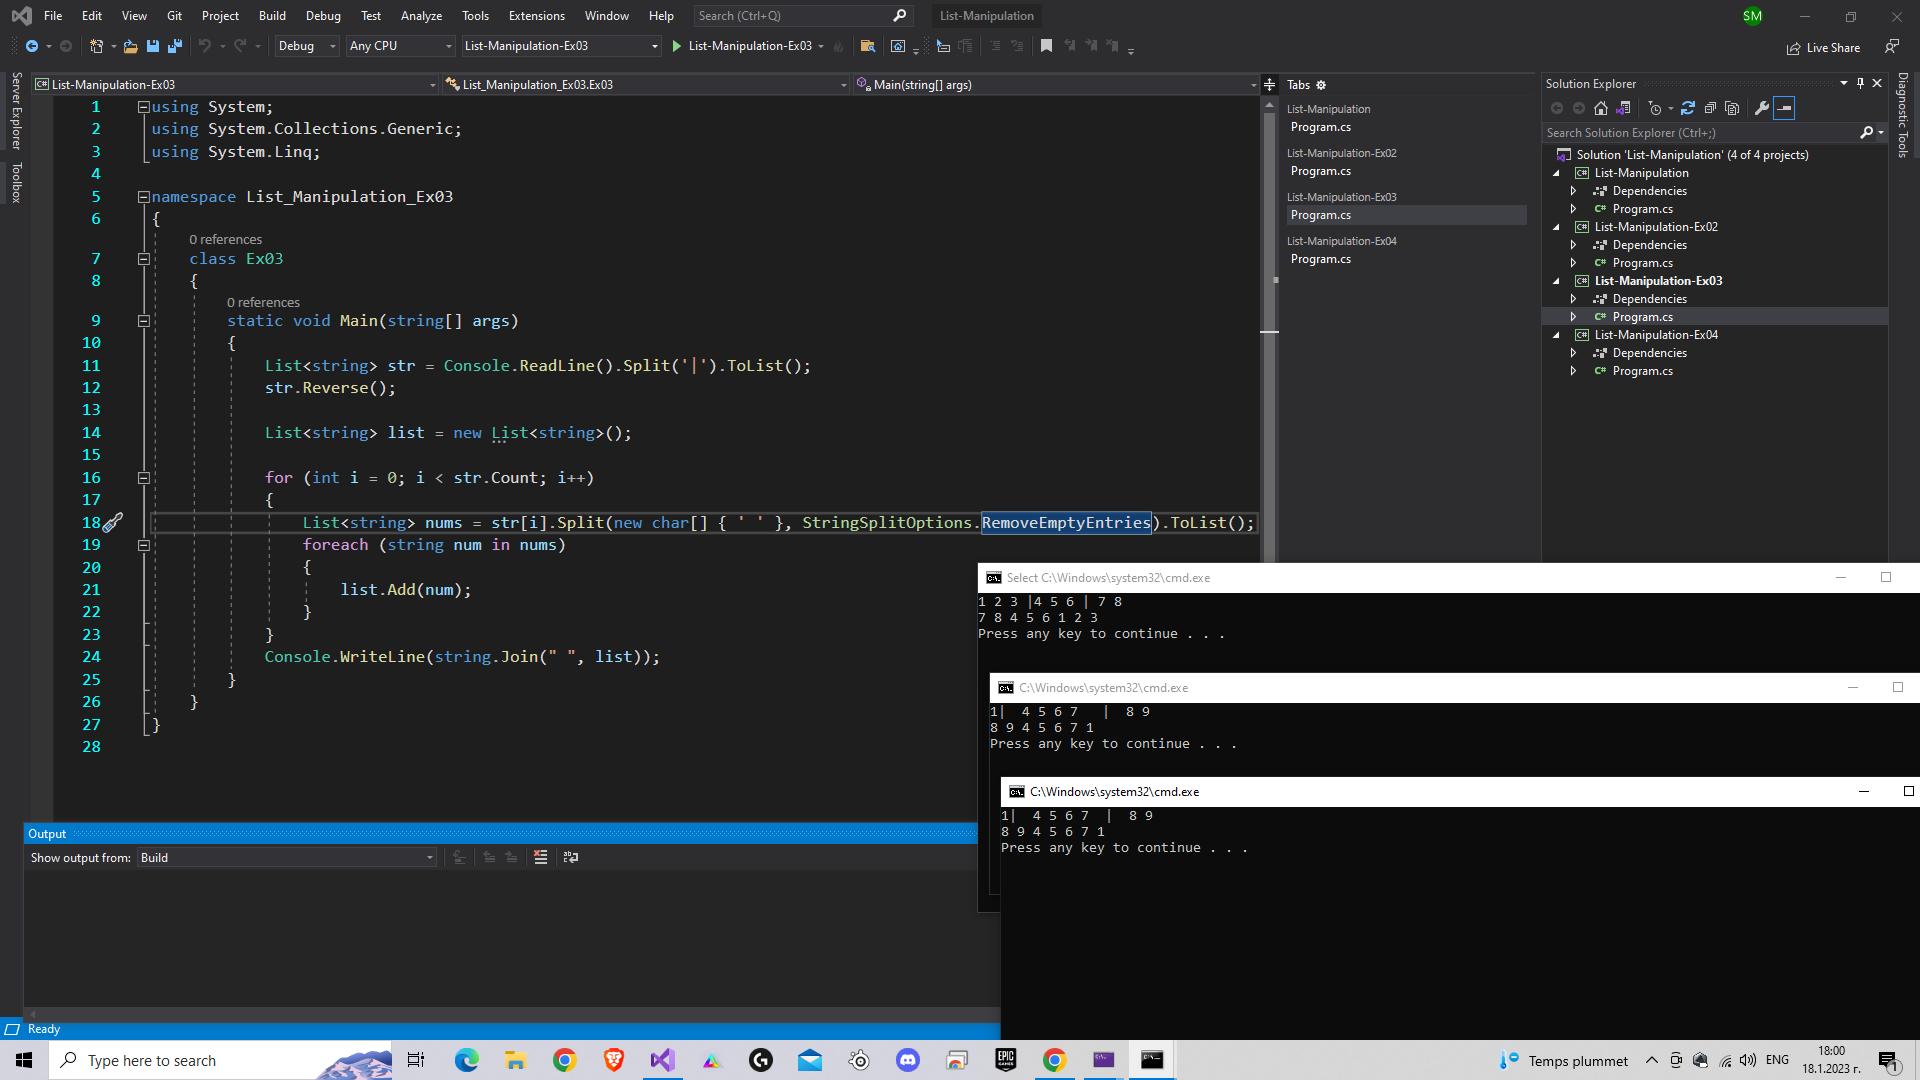 File Edit View Git Project Build Debug Test Analyze Tools Extensions Window Help Search (Ctrl+Q) List-Manipulation SM
Debug Any CPU List-Manipulation-Ex03 List-Manipulation-Ex03 Live Share
Server Explorer
Toolbox
List-Manipulation-Ex03 List_Manipulation_Ex03.Ex03 Main(string[] args)
1 using System;
2 using System.Collections.Generic;
3 using System.Linq;
4
5 namespace List_Manipulation_Ex03
6 {
0 references
7 class Ex03
8 {
0 references
9 static void Main(string[] args)
10 {
11 List<string> str = Console.ReadLine().Split('|').ToList();
12 str.Reverse();
13
14 List<string> list = new List<string>();
15
16 for (int i = 0; i < str.Count; i++)
17 {
18 List<string> nums = str[i].Split(new char[] { ' ' }, StringSplitOptions.RemoveEmptyEntries).ToList();
19 foreach (string num in nums)
20 {
21 list.Add(num);
22 }
23 }
24 Console.WriteLine(string.Join(" ", list));
25 }
26 }
27 }
28
Tabs
List-Manipulation
Program.cs
List-Manipulation-Ex02
Program.cs
List-Manipulation-Ex03
Program.cs
List-Manipulation-Ex04
Program.cs
Solution Explorer
Search Solution Explorer (Ctrl+;)
Solution 'List-Manipulation' (4 of 4 projects)
C# List-Manipulation
Dependencies
C# Program.cs
C# List-Manipulation-Ex02
Dependencies
C# Program.cs
C# List-Manipulation-Ex03
Dependencies
C# Program.cs
C# List-Manipulation-Ex04
Dependencies
C# Program.cs
Diagnostic Tools
Select C:\Windows\system32\cmd.exe
1 2 3 |4 5 6 | 7 8
7 8 4 5 6 1 2 3
Press any key to continue . . .
C:\Windows\system32\cmd.exe
1|  4 5 6 7   |  8 9
8 9 4 5 6 7 1
Press any key to continue . . .
C:\Windows\system32\cmd.exe
1|  4 5 6 7  |  8 9
8 9 4 5 6 7 1
Press any key to continue . . .
Output
Show output from: Build
Ready
Type here to search EPIC GAMES Temps plummet ENG 18:00
18.1.2023 г. 1